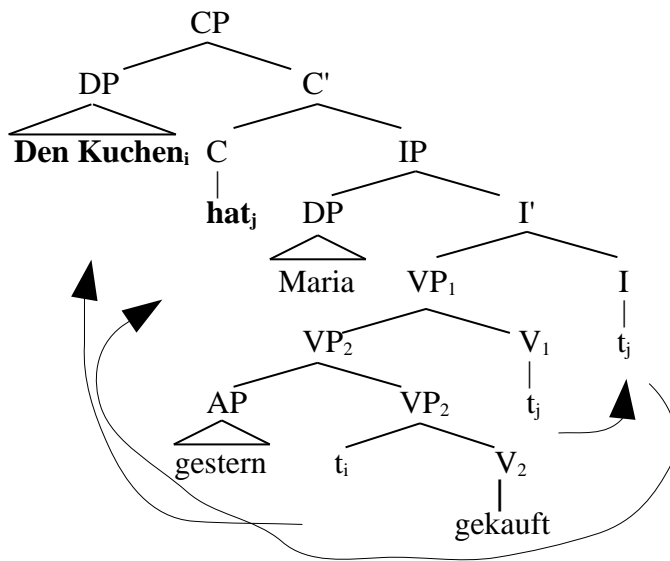 CP
DP C'
Den Kuchenᵢ C IP
hatⱼ DP I'
Maria VP₁ I
VP₂ V₁ tⱼ
AP VP₂ tⱼ
gestern tᵢ V₂
gekauft